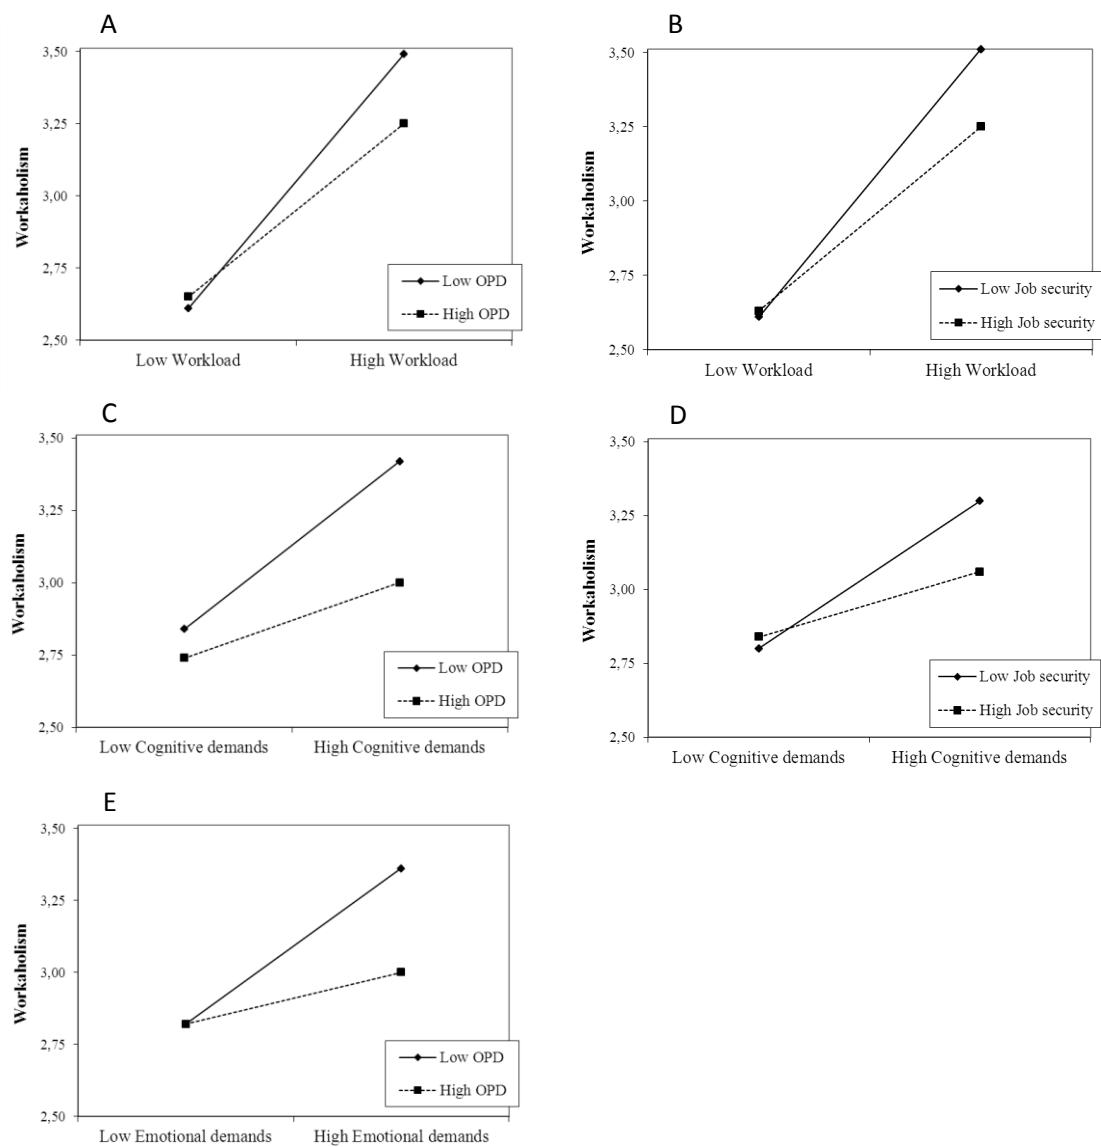 A
3,50
3,25
3,00
2,75
2,50
Workaholism
Low OPD
High OPD
Low Workload
High Workload
B
3,50
3,25
3,00
2,75
2,50
Workaholism
Low Job security
High Job security
Low Workload
High Workload
C
3,50
3,25
3,00
2,75
2,50
Workaholism
Low OPD
High OPD
Low Cognitive demands
High Cognitive demands
D
3,50
3,25
3,00
2,75
2,50
Workaholism
Low Job security
High Job security
Low Cognitive demands
High Cognitive demands
E
3,50
3,25
3,00
2,75
2,50
Workaholism
Low OPD
High OPD
Low Emotional demands
High Emotional demands